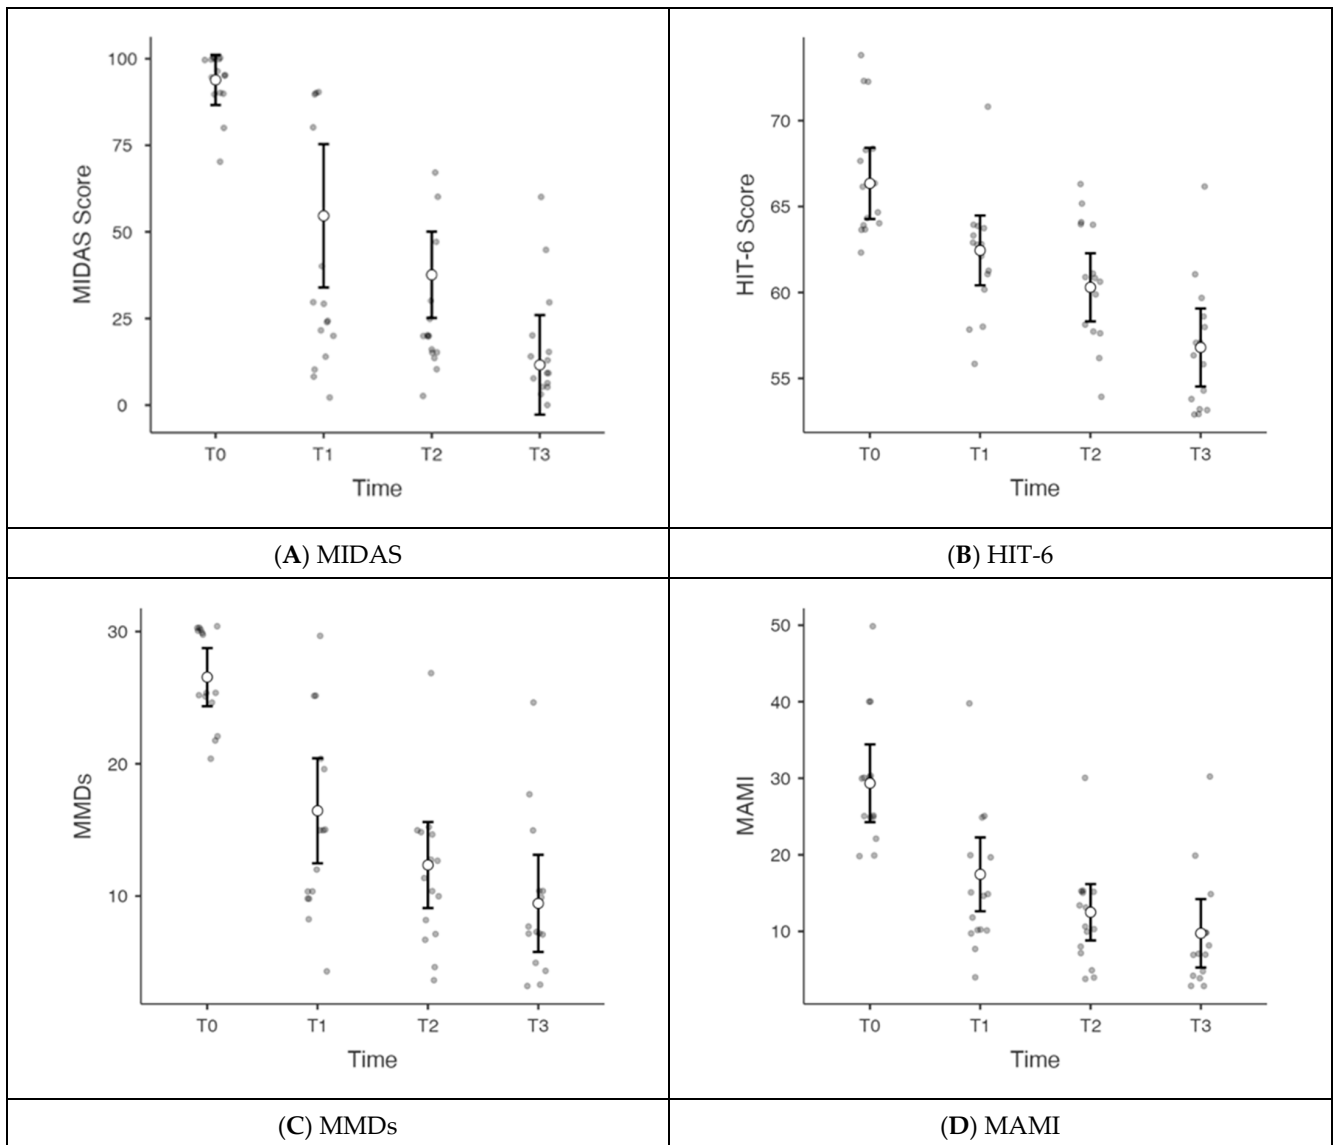 MIDAS Score
100
75
50
25
0
T0 T1 T2 T3
Time
HIT-6 Score
70
65
60
55
T0 T1 T2 T3
Time
(A) MIDAS
(B) HIT-6
MMDs
30
20
10
T0 T1 T2 T3
Time
MAMI
50
40
30
20
10
T0 T1 T2 T3
Time
(C) MMDs
(D) MAMI